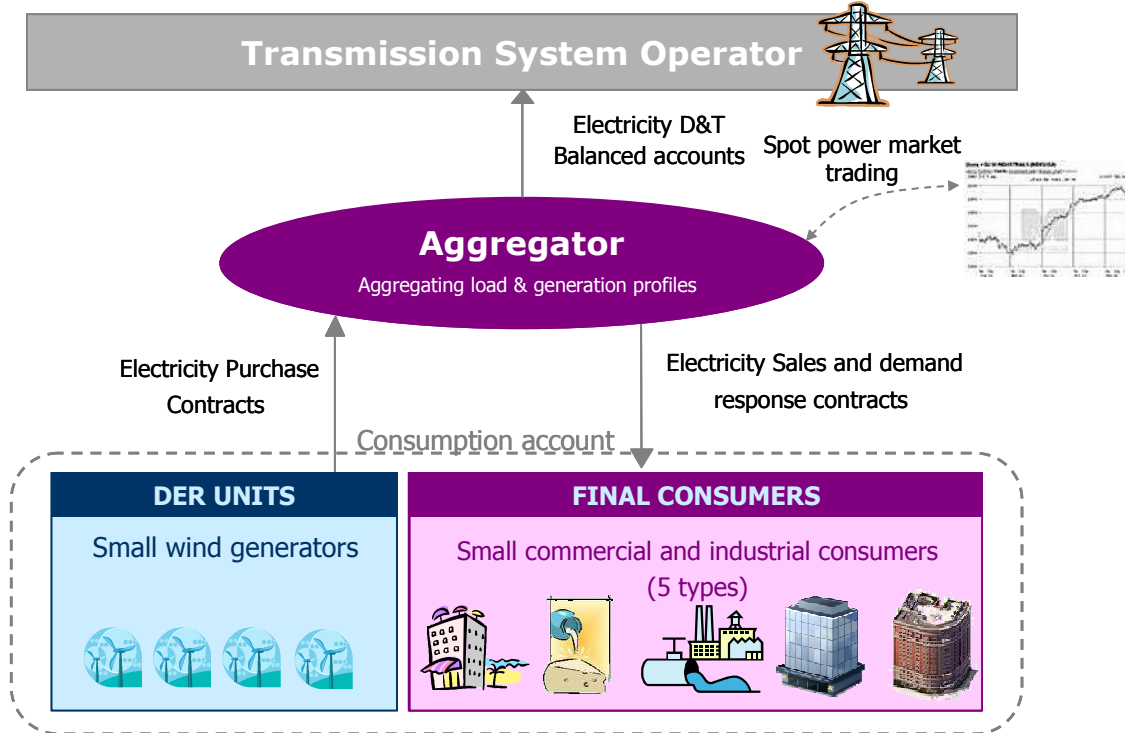 Transmission System Operator
Electricity D&T
Balanced accounts
Spot power market
trading
Aggregator
Aggregating load & generation profiles
Electricity Purchase
Contracts
Electricity Sales and demand
response contracts
Consumption account
DER UNITS
FINAL CONSUMERS
Small wind generators
Small commercial and industrial consumers
(5 types)